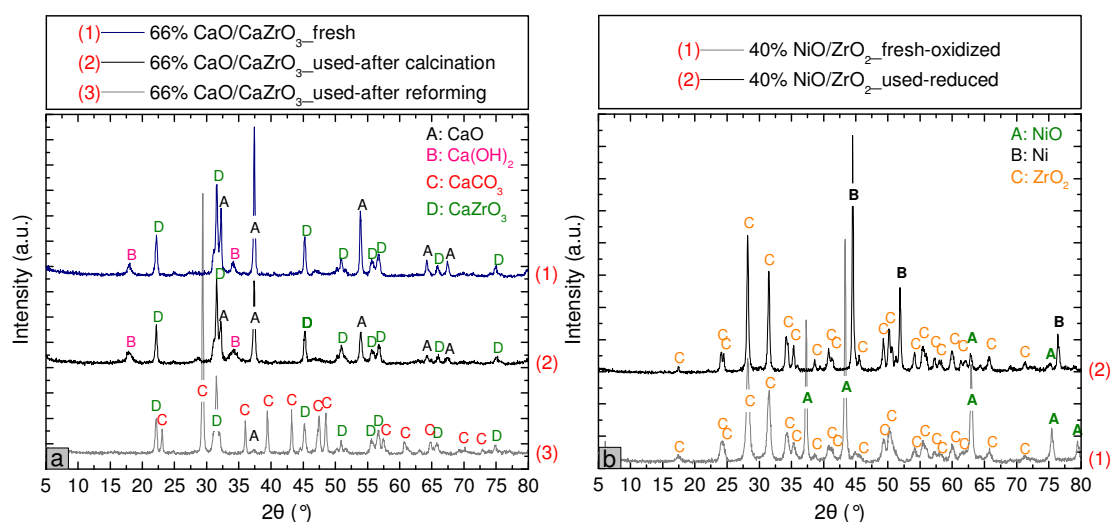 (1) 66% CaO/CaZrO₃_fresh
(2) 66% CaO/CaZrO₃_used-after calcination
(3) 66% CaO/CaZrO₃_used-after reforming
A: CaO
B: Ca(OH)₂
C: CaCO₃
D: CaZrO₃
Intensity (a.u.)
B D D A B A D A D D D A D A D (1)
B D D A B A D A D D D A D A D (2)
D C C D C A C C D C C D D D C C C D C C D (3)
a
5 10 15 20 25 30 35 40 45 50 55 60 65 70 75 80
2θ (°)
(1) 40% NiO/ZrO₂_fresh-oxidized
(2) 40% NiO/ZrO₂_used-reduced
A: NiO
B: Ni
C: ZrO₂
Intensity (a.u.)
C C C C C C C C C C B C C C B C C C C C C C A C C A B (2)
C C C C C C A C C C A C C C C C C C C C C A C C A A (1)
b
5 10 15 20 25 30 35 40 45 50 55 60 65 70 75 80
2θ (°)